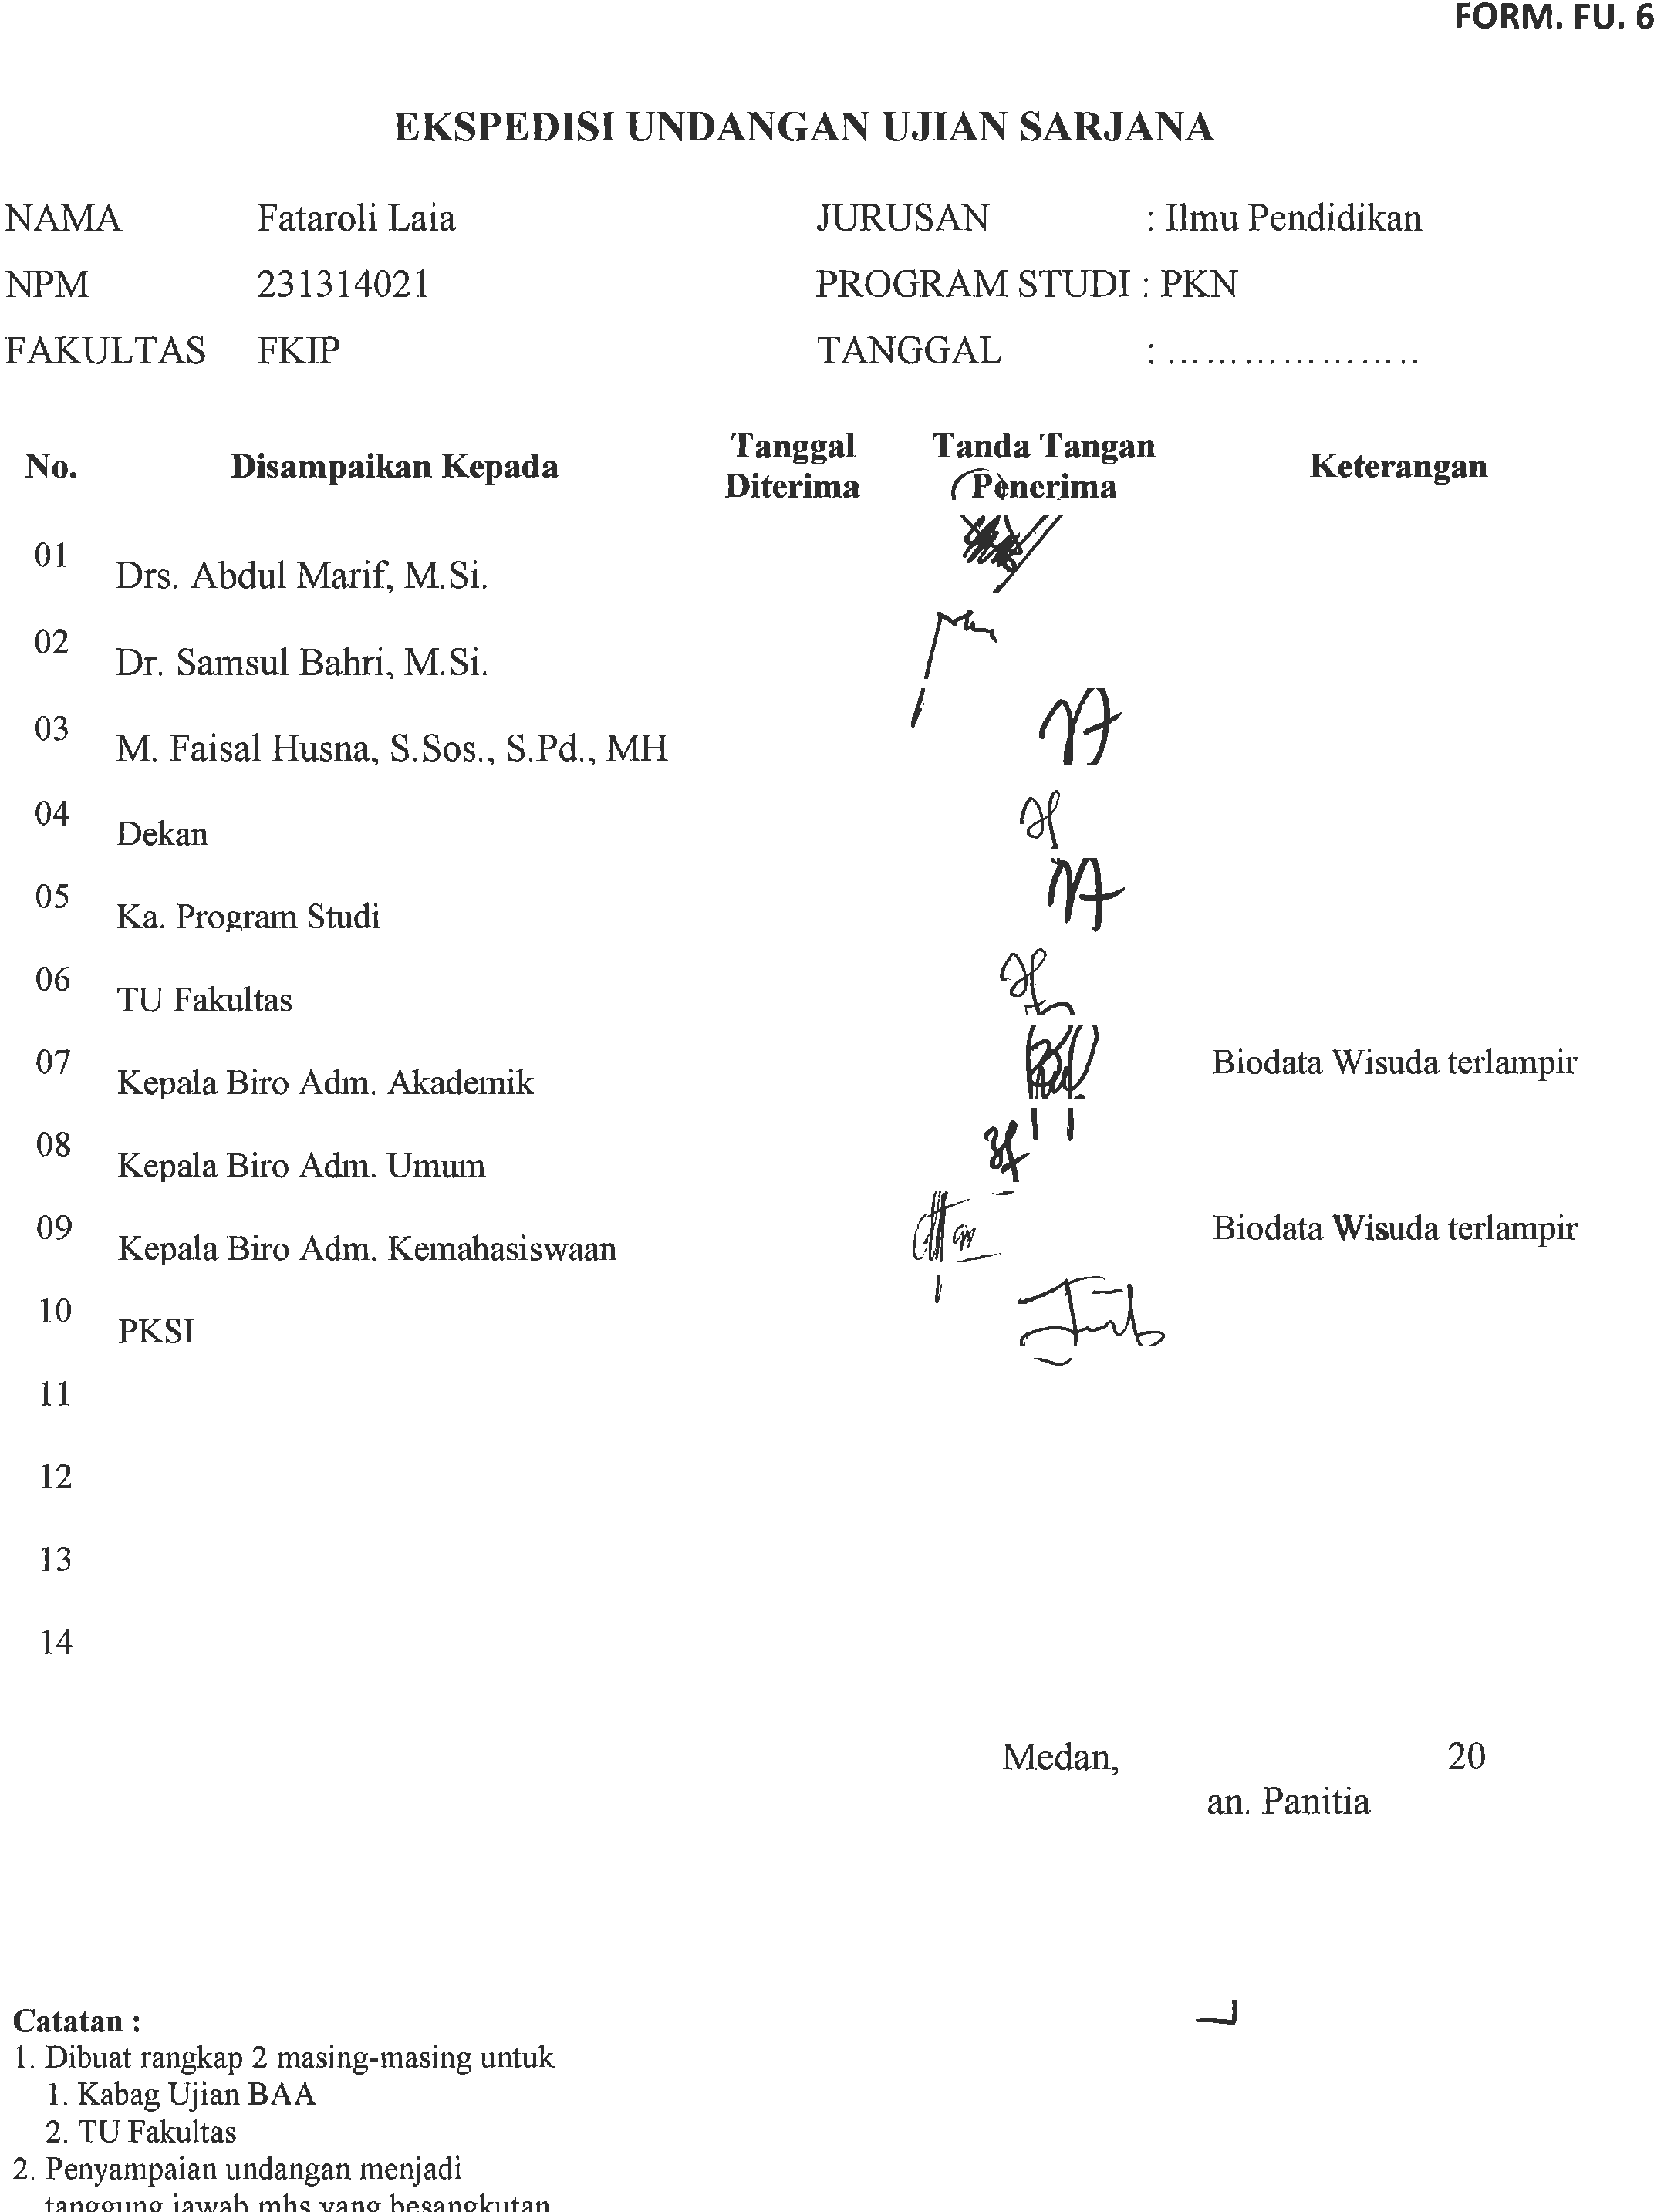 FORM. FU. 6
EKSPEDISI UNDANGAN UJIAN SARJANA
NAMA Fataroli Laia JURUSAN : Ilmu Pendidikan
NPM 231314021 PROGRAM STUDI : PKN
FAKULTAS FKIP TANGGAL : ....................
No. Disampaikan Kepada Tanggal Diterima Tanda Tangan Penerima Keterangan
01 Drs. Abdul Marif, M.Si.
02 Dr. Samsul Bahri, M.Si.
03 M. Faisal Husna, S.Sos., S.Pd., MH
04 Dekan
05 Ka. Program Studi
06 TU Fakultas
07 Kepala Biro Adm. Akademik Biodata Wisuda terlampir
08 Kepala Biro Adm. Umum
09 Kepala Biro Adm. Kemahasiswaan Biodata Wisuda terlampir
10 PKSI
11
12
13
14
Medan, 20
an. Panitia
Catatan :
1. Dibuat rangkap 2 masing-masing untuk
1. Kabag Ujian BAA
2. TU Fakultas
2. Penyampaian undangan menjadi
tanggung jawab mhs yang besangkutan